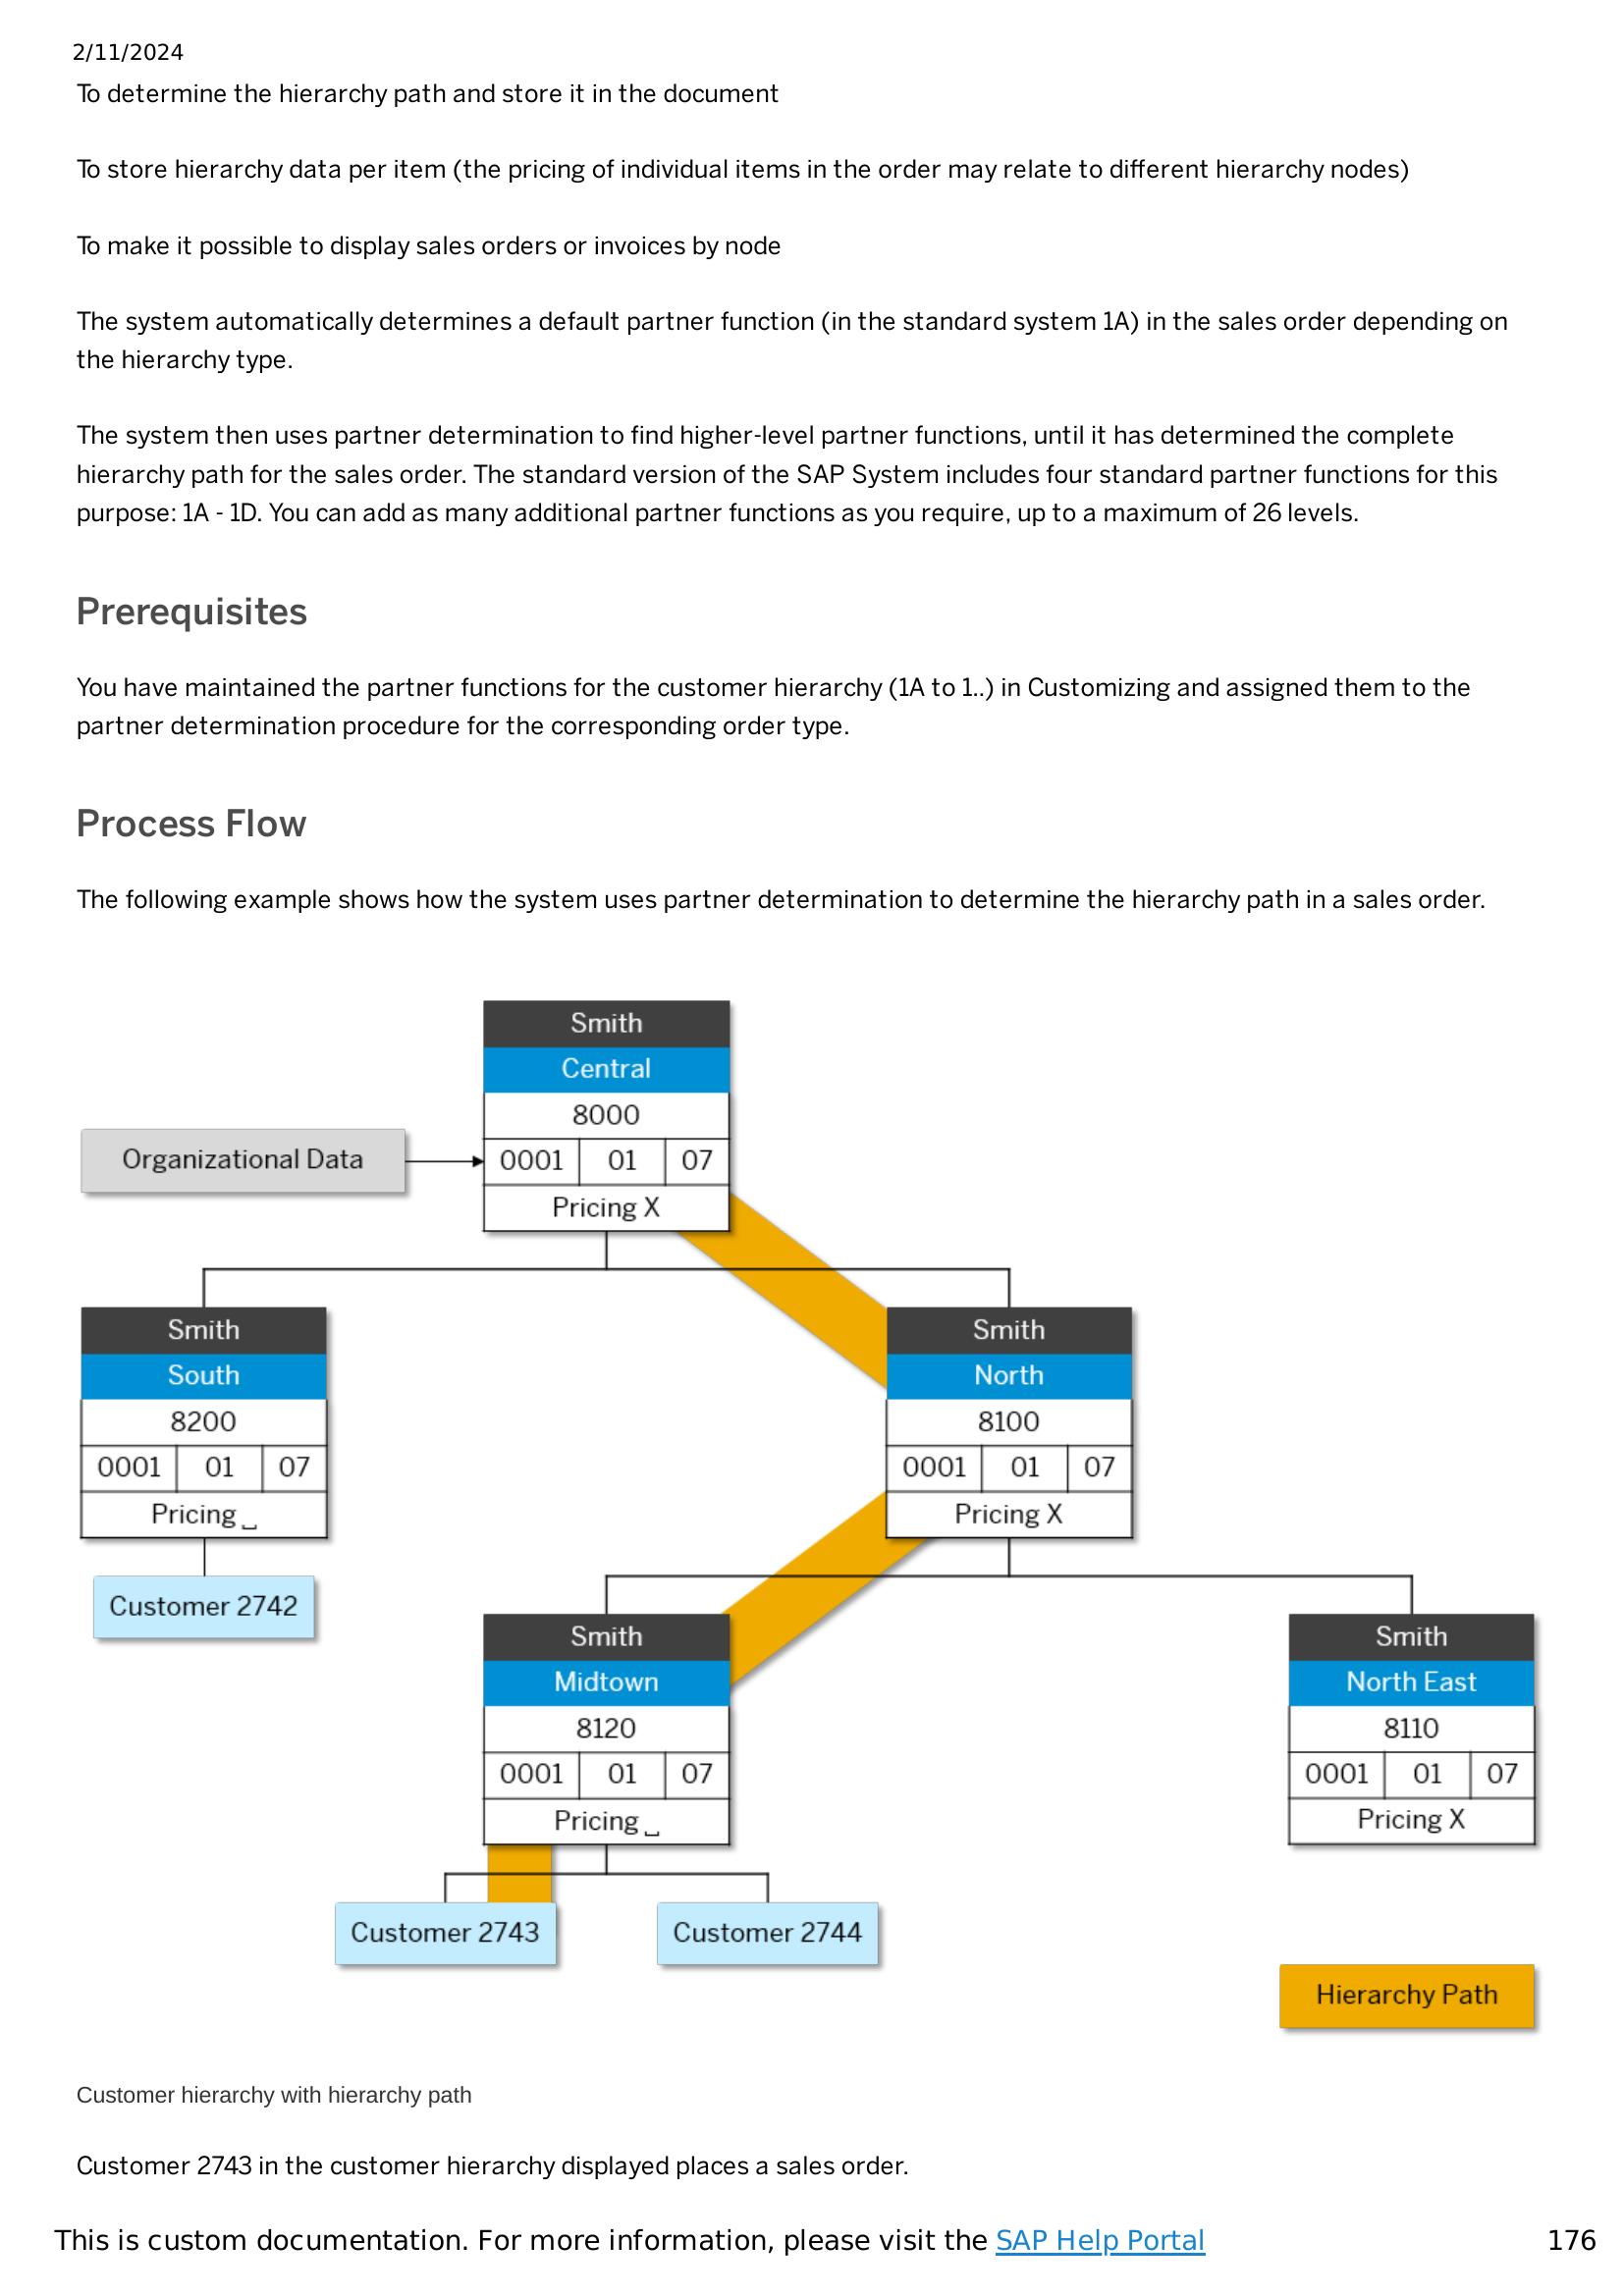 2/11/2024
To determine the hierarchy path and store it in the document
To store hierarchy data per item (the pricing of individual items in the order may relate to different hierarchy nodes)
To make it possible to display sales orders or invoices by node
The system automatically determines a default partner function (in the standard system 1A) in the sales order depending on
the hierarchy type.
The system then uses partner determination to find higher-level partner functions, until it has determined the complete
hierarchy path for the sales order. The standard version of the SAP System includes four standard partner functions for this
purpose: 1A - 1D. You can add as many additional partner functions as you require, up to a maximum of 26 levels.
Prerequisites
You have maintained the partner functions for the customer hierarchy (1A to 1..) in Customizing and assigned them to the
partner determination procedure for the corresponding order type.
Process Flow
The following example shows how the system uses partner determination to determine the hierarchy path in a sales order.
Smith
Central
8000
Organizational Data
0001 01 07
Pricing X
Smith
South
8200
0001 01 07
Pricing ␣
Customer 2742
Smith
North
8100
0001 01 07
Pricing X
Smith
Midtown
8120
0001 01 07
Pricing ␣
Smith
North East
8110
0001 01 07
Pricing X
Customer 2743
Customer 2744
Hierarchy Path
Customer hierarchy with hierarchy path
Customer 2743 in the customer hierarchy displayed places a sales order.
This is custom documentation. For more information, please visit the SAP Help Portal 176